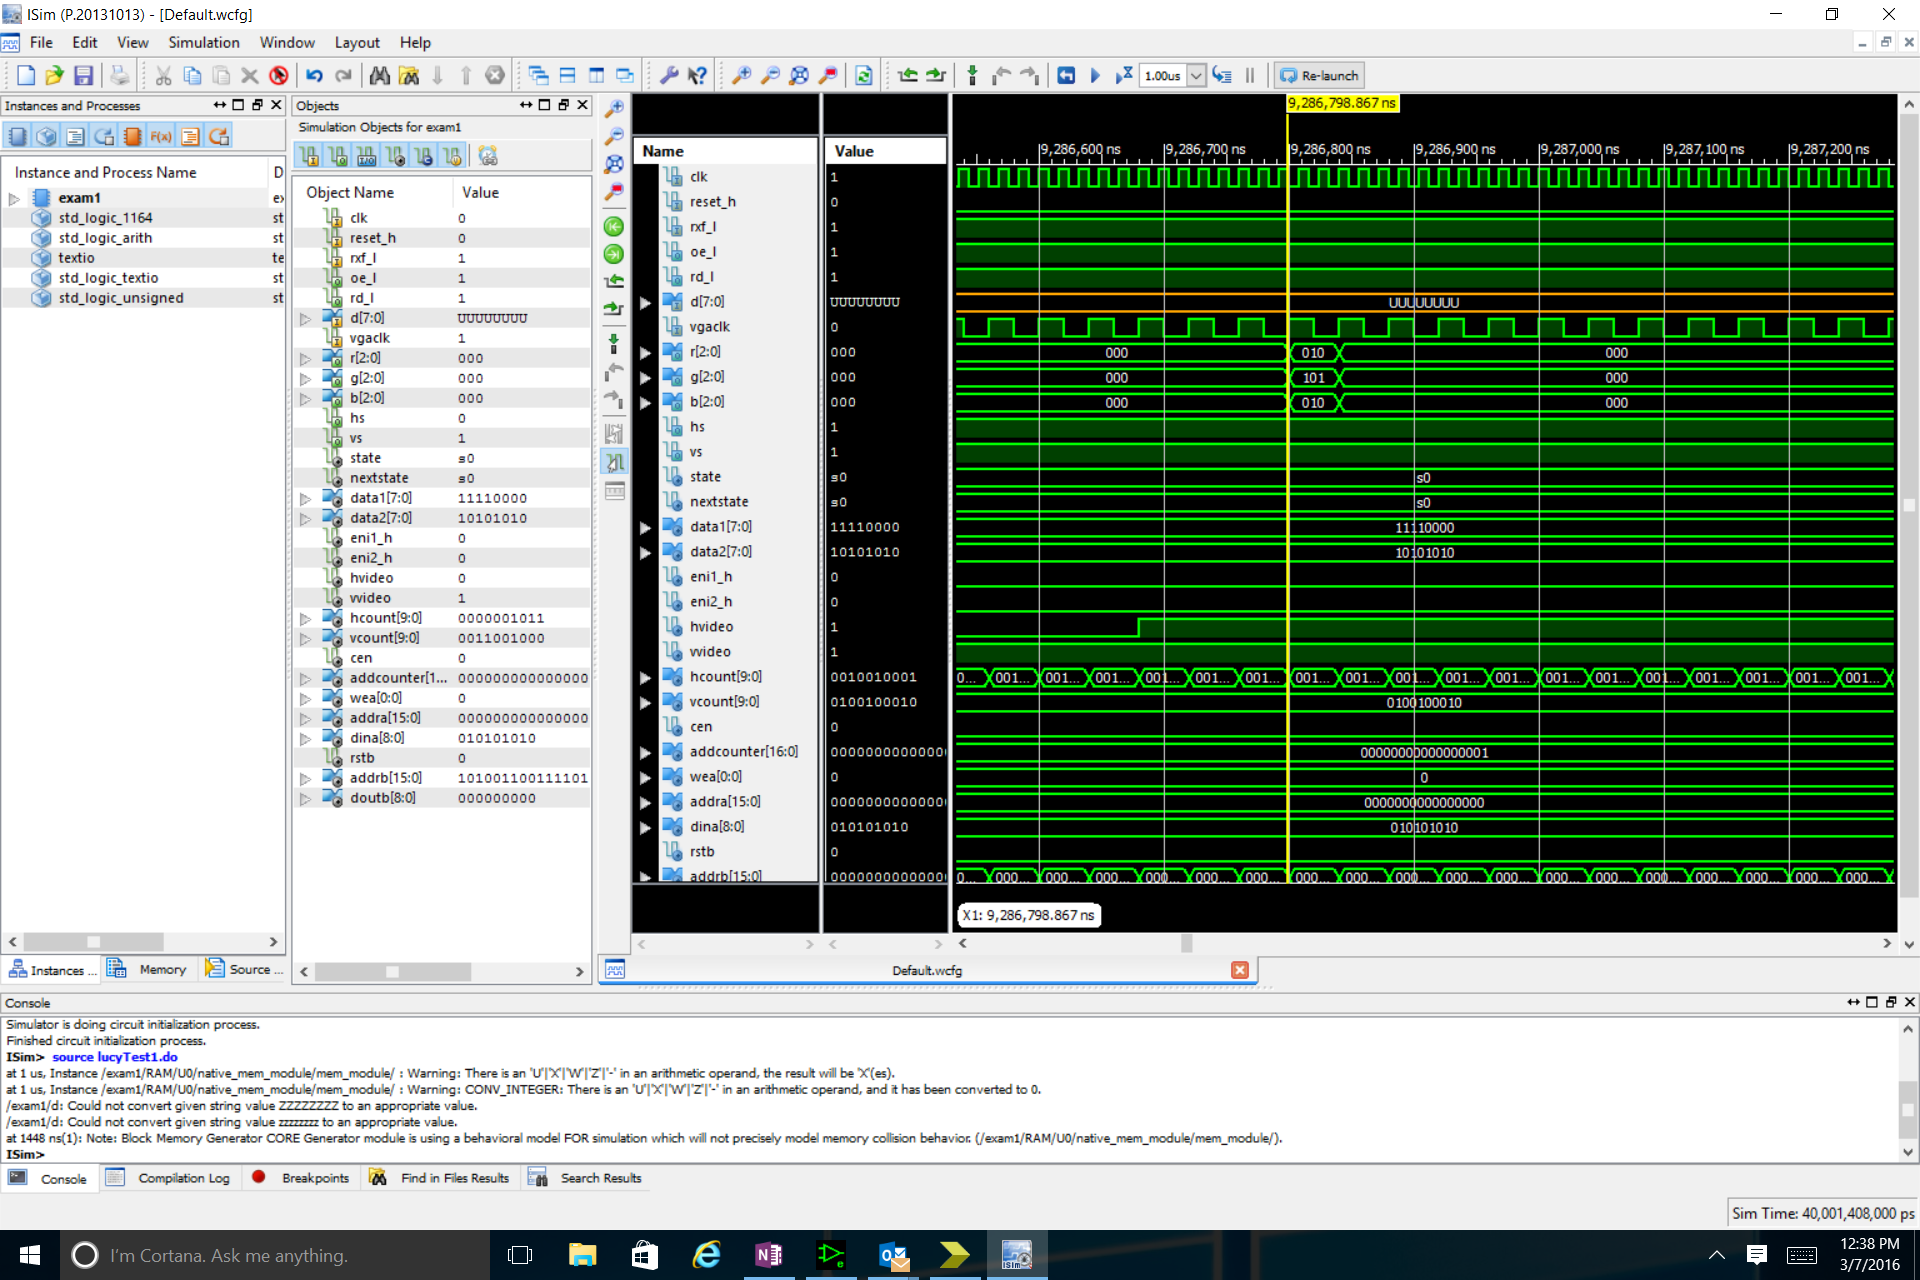 ISim (P.20131013) - [Default.wcfg]
File Edit View Simulation Window Layout Help
1.00us Re-launch
Instances and Processes
Instance and Process Name D
exam1 e
std_logic_1164 st
std_logic_arith st
textio te
std_logic_textio st
std_logic_unsigned st
Instances ... Memory Source ...
Objects
Simulation Objects for exam1
Object Name Value
clk 0
reset_h 0
rxf_l 1
oe_l 1
rd_l 1
d[7:0] UUUUUUUU
vgaclk 1
r[2:0] 000
g[2:0] 000
b[2:0] 000
hs 0
vs 1
state s0
nextstate s0
data1[7:0] 11110000
data2[7:0] 10101010
eni1_h 0
eni2_h 0
hvideo 0
vvideo 1
hcount[9:0] 0000001011
vcount[9:0] 0011001000
cen 0
addcounter[1... 000000000000000
wea[0:0] 0
addra[15:0] 000000000000000
dina[8:0] 010101010
rstb 0
addrb[15:0] 101001100111101
doutb[8:0] 000000000
9,286,798.867 ns
Name Value 9,286,600 ns 9,286,700 ns 9,286,800 ns 9,286,900 ns 9,287,000 ns 9,287,100 ns 9,287,200 ns
clk 1
reset_h 0
rxf_l 1
oe_l 1
rd_l 1
d[7:0] UUUUUUUU UUUUUUUU
vgaclk 0
r[2:0] 000 000 010 000
g[2:0] 000 000 101 000
b[2:0] 000 000 010 000
hs 1
vs 1
state s0 s0
nextstate s0 s0
data1[7:0] 11110000 11110000
data2[7:0] 10101010 10101010
eni1_h 0
eni2_h 0
hvideo 1
vvideo 1
hcount[9:0] 0010010001 0... 001... 001... 001... 001... 001... 001... 001... 001... 001... 001... 001... 001... 001... 001... 001... 001... 001... 001...
vcount[9:0] 0100100010 0100100010
cen 0
addcounter[16:0] 00000000000000 00000000000000001
wea[0:0] 0 0
addra[15:0] 00000000000000 0000000000000000
dina[8:0] 010101010 010101010
rstb 0
addrb[15:0] 00000000000000 0... 000... 000... 000... 000... 000... 000... 000... 000... 000... 000... 000... 000... 000... 000... 000... 000... 000... 000...
X1: 9,286,798.867 ns
Default.wcfg
Console
Simulator is doing circuit initialization process.
Finished circuit initialization process.
ISim> source lucyTest1.do
at 1 us, Instance /exam1/RAM/U0/native_mem_module/mem_module/ : Warning: There is an 'U'|'X'|'W'|'Z'|'-' in an arithmetic operand, the result will be 'X'(es).
at 1 us, Instance /exam1/RAM/U0/native_mem_module/mem_module/ : Warning: CONV_INTEGER: There is an 'U'|'X'|'W'|'Z'|'-' in an arithmetic operand, and it has been converted to 0.
/exam1/d: Could not convert given string value ZZZZZZZZ to an appropriate value.
/exam1/d: Could not convert given string value zzzzzzzz to an appropriate value.
at 1448 ns(1): Note: Block Memory Generator CORE Generator module is using a behavioral model FOR simulation which will not precisely model memory collision behavior. (/exam1/RAM/U0/native_mem_module/mem_module/).
ISim>
Console Compilation Log Breakpoints Find in Files Results Search Results
Sim Time: 40,001,408,000 ps
I'm Cortana. Ask me anything.
12:38 PM
3/7/2016